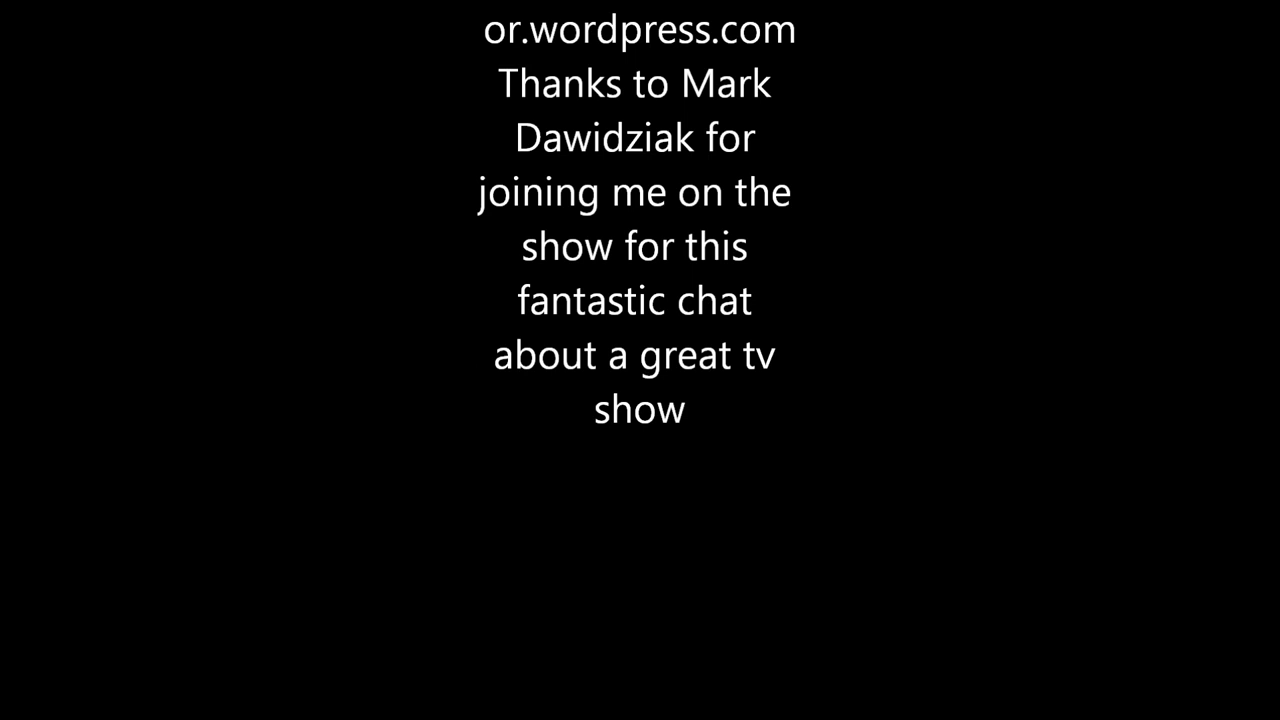 or.wordpress.com
Thanks to Mark
Dawidziak for
joining me on the
show for this
fantastic chat
about a great tv
show